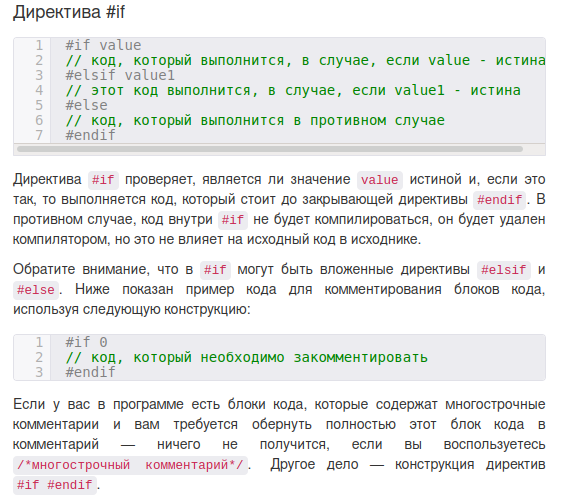 Директива #if
1 #if value
2 // код, который выполнится, в случае, если value - истина
3 #elsif value1
4 // этот код выполнится, в случае, если value1 - истина
5 #else
6 // код, который выполнится в противном случае
7 #endif
Директива #if проверяет, является ли значение value истиной и, если это
так, то выполняется код, который стоит до закрывающей директивы #endif. В
противном случае, код внутри #if не будет компилироваться, он будет удален
компилятором, но это не влияет на исходный код в исходнике.
Обратите внимание, что в #if могут быть вложенные директивы #elsif и
#else. Ниже показан пример кода для комментирования блоков кода,
используя следующую конструкцию:
1 #if 0
2 // код, который необходимо закомментировать
3 #endif
Если у вас в программе есть блоки кода, которые содержат многострочные
комментарии и вам требуется обернуть полностью этот блок кода в
комментарий — ничего не получится, если вы воспользуетесь
/*многострочный комментарий*/. Другое дело — конструкция директив
#if #endif.